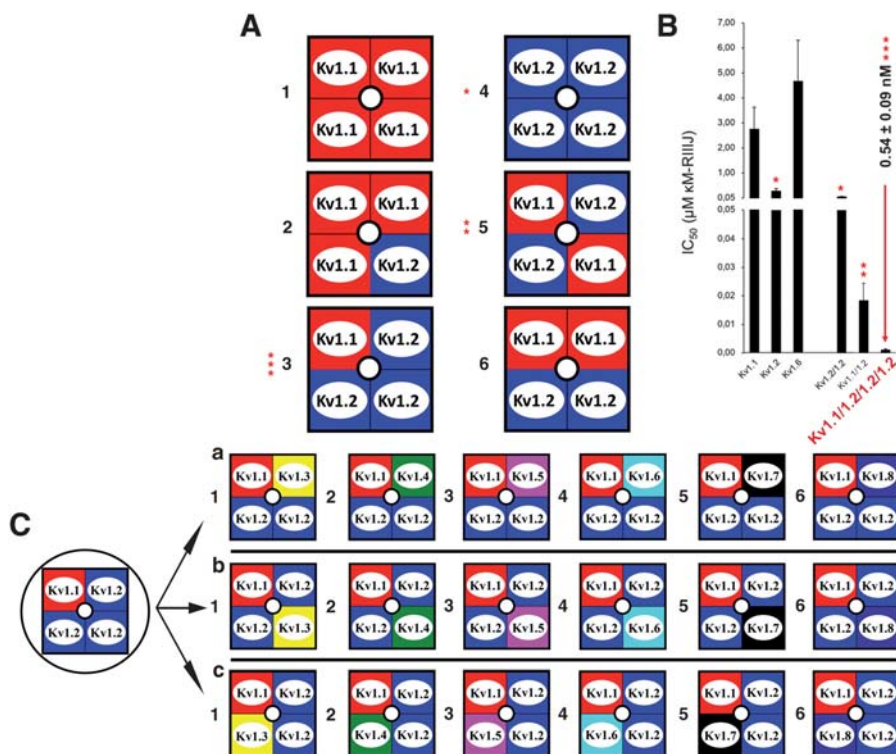 A
B
1
Kv1.1 Kv1.1
Kv1.1 Kv1.1
* 4
Kv1.2 Kv1.2
Kv1.2 Kv1.2
2
Kv1.1 Kv1.1
Kv1.1 Kv1.2
** 5
Kv1.1 Kv1.2
Kv1.2 Kv1.1
*** 3
Kv1.1 Kv1.2
Kv1.2 Kv1.2
6
Kv1.1 Kv1.1
Kv1.2 Kv1.2
IC50 (µM κM-RIIIJ)
7,00
6,00
5,00
4,00
3,00
2,00
1,00
0,05
0,05
0,04
0,03
0,02
0,01
0,00
*
*
**
0.54 ± 0.09 nM ***
Kv1.1
Kv1.2
Kv1.6
Kv1.2/1.2
Kv1.1/1.2
Kv1.1/1.2/1.2/1.2
C
Kv1.1 Kv1.2
Kv1.2 Kv1.2
a
1 2 3 4 5 6
Kv1.1 Kv1.3 Kv1.1 Kv1.4 Kv1.1 Kv1.5 Kv1.1 Kv1.6 Kv1.1 Kv1.7 Kv1.1 Kv1.8
Kv1.2 Kv1.2 Kv1.2 Kv1.2 Kv1.2 Kv1.2 Kv1.2 Kv1.2 Kv1.2 Kv1.2 Kv1.2 Kv1.2
b
1 2 3 4 5 6
Kv1.1 Kv1.2 Kv1.1 Kv1.2 Kv1.1 Kv1.2 Kv1.1 Kv1.2 Kv1.1 Kv1.2 Kv1.1 Kv1.2
Kv1.2 Kv1.3 Kv1.2 Kv1.4 Kv1.2 Kv1.5 Kv1.2 Kv1.6 Kv1.2 Kv1.7 Kv1.2 Kv1.8
c
1 2 3 4 5 6
Kv1.1 Kv1.2 Kv1.1 Kv1.2 Kv1.1 Kv1.2 Kv1.1 Kv1.2 Kv1.1 Kv1.2 Kv1.1 Kv1.2
Kv1.3 Kv1.2 Kv1.4 Kv1.2 Kv1.5 Kv1.2 Kv1.6 Kv1.2 Kv1.7 Kv1.2 Kv1.8 Kv1.2